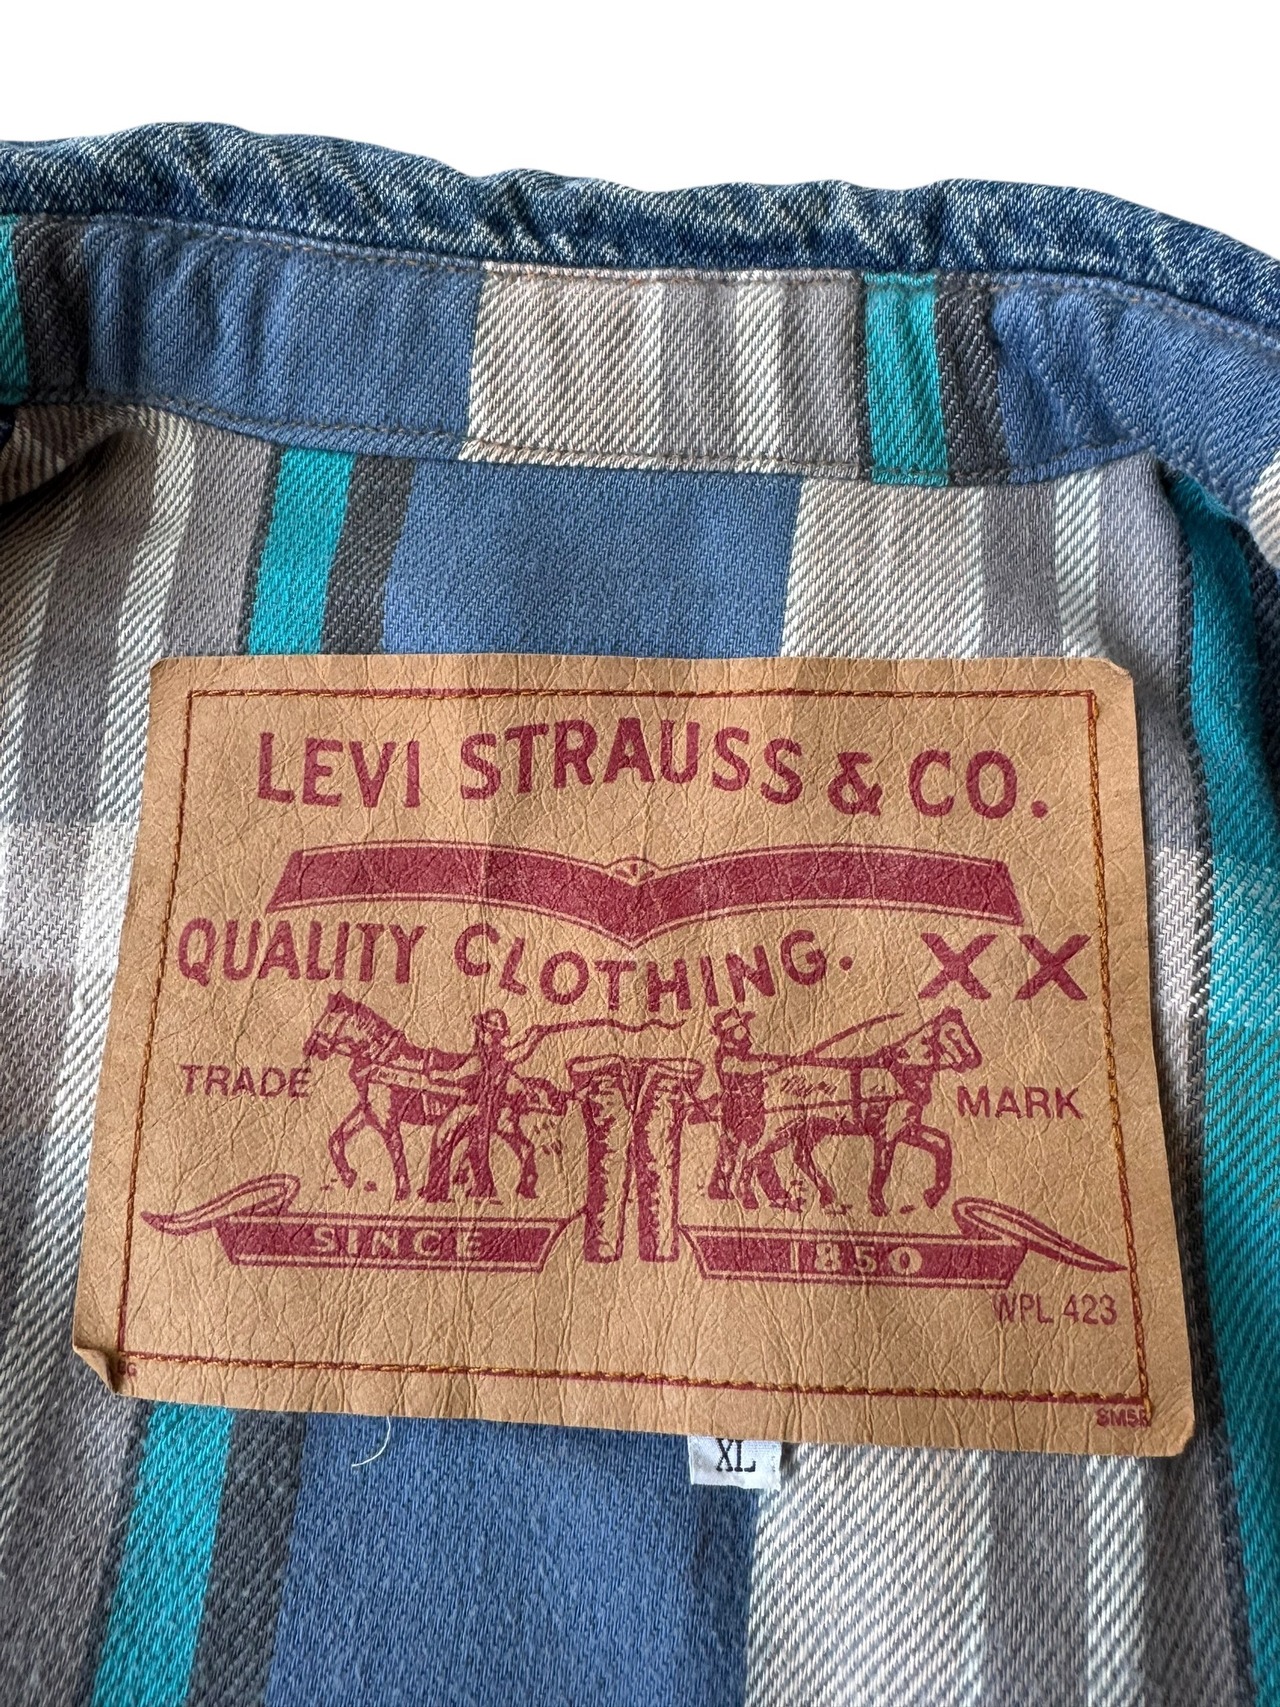 LEVI STRAUSS & CO.
QUALITY CLOTHING. XX
TRADE MARK
SINCE 1850
WPL 423
XL